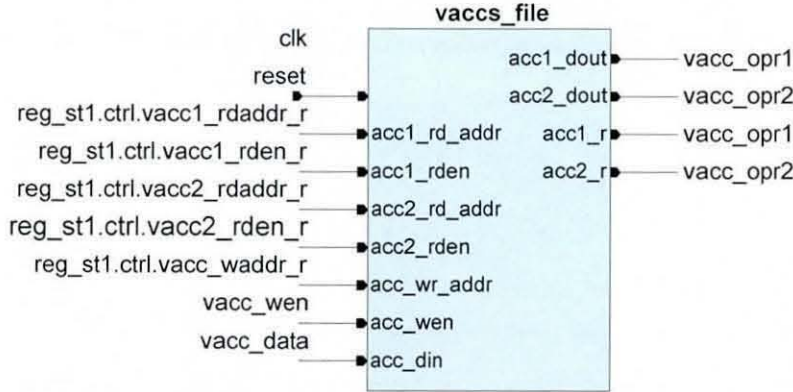 vaccs_file
clk
acc1_dout vacc_opr1
reset
acc2_dout vacc_opr2
reg_st1.ctrl.vacc1_rdaddr_r
acc1_rd_addr acc1_r vacc_opr1
reg_st1.ctrl.vacc1_rden_r
acc1_rden acc2_r vacc_opr2
reg_st1.ctrl.vacc2_rdaddr_r
acc2_rd_addr
reg_st1.ctrl.vacc2_rden_r
acc2_rden
reg_st1.ctrl.vacc_waddr_r
acc_wr_addr
vacc_wen
acc_wen
vacc_data
acc_din